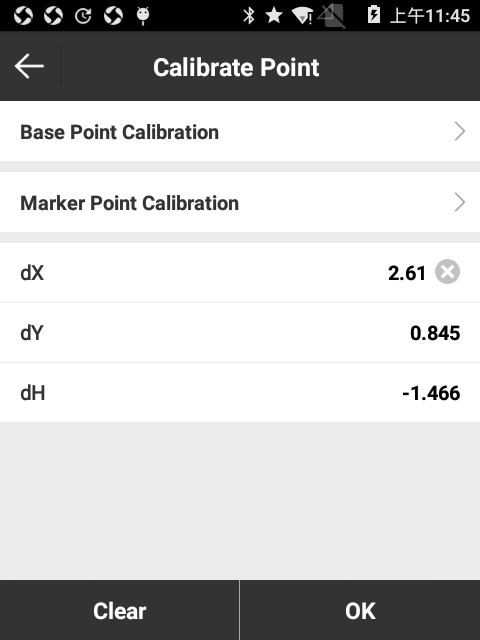 上午11:45
Calibrate Point
Base Point Calibration
Marker Point Calibration
dX 2.61
dY 0.845
dH -1.466
Clear OK